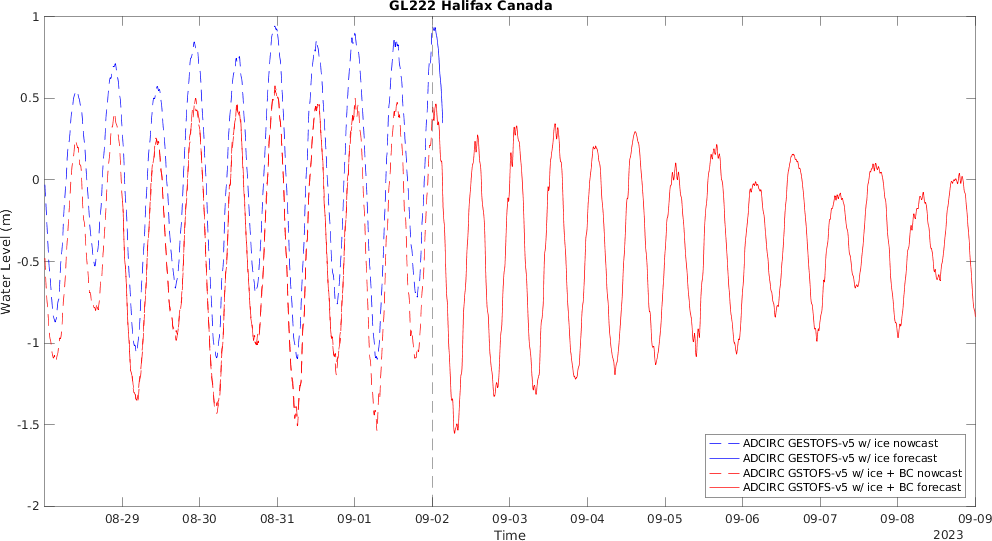 GL222 Halifax Canada
Water Level (m)
1
0.5
0
-0.5
-1
-1.5
-2
ADCIRC GESTOFS-v5 w/ ice nowcast
ADCIRC GESTOFS-v5 w/ ice forecast
ADCIRC GSTOFS-v5 w/ ice + BC nowcast
ADCIRC GSTOFS-v5 w/ ice + BC forecast
08-29 08-30 08-31 09-01 09-02 09-03 09-04 09-05 09-06 09-07 09-08 09-09
Time
2023